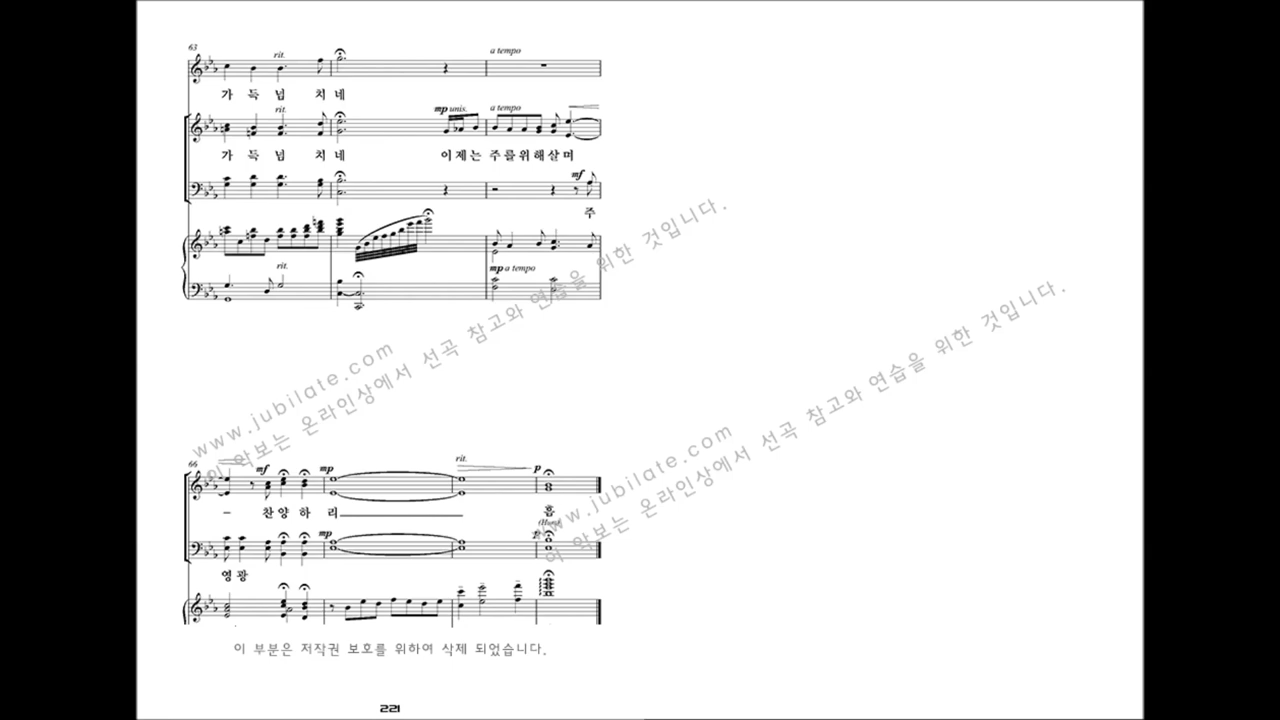 63
rit.
a tempo
가 득 넘 치 네
rit.
mp unis.
a tempo
가 득 넘 치 네 이 제는 주를위해살며
mf
주
rit.
mp a tempo
www.jubilate.com
이 악보는 온라인상에서 선곡 참고와 연습을 위한 것입니다.
www.jubilate.com
이 악보는 온라인상에서 선곡 참고와 연습을 위한 것입니다.
66
mf
mp
rit.
p
찬양 하 리 흠
(Hum)
mp
p
영 광
이 부분은 저작권 보호를 위하여 삭제 되었습니다.
221